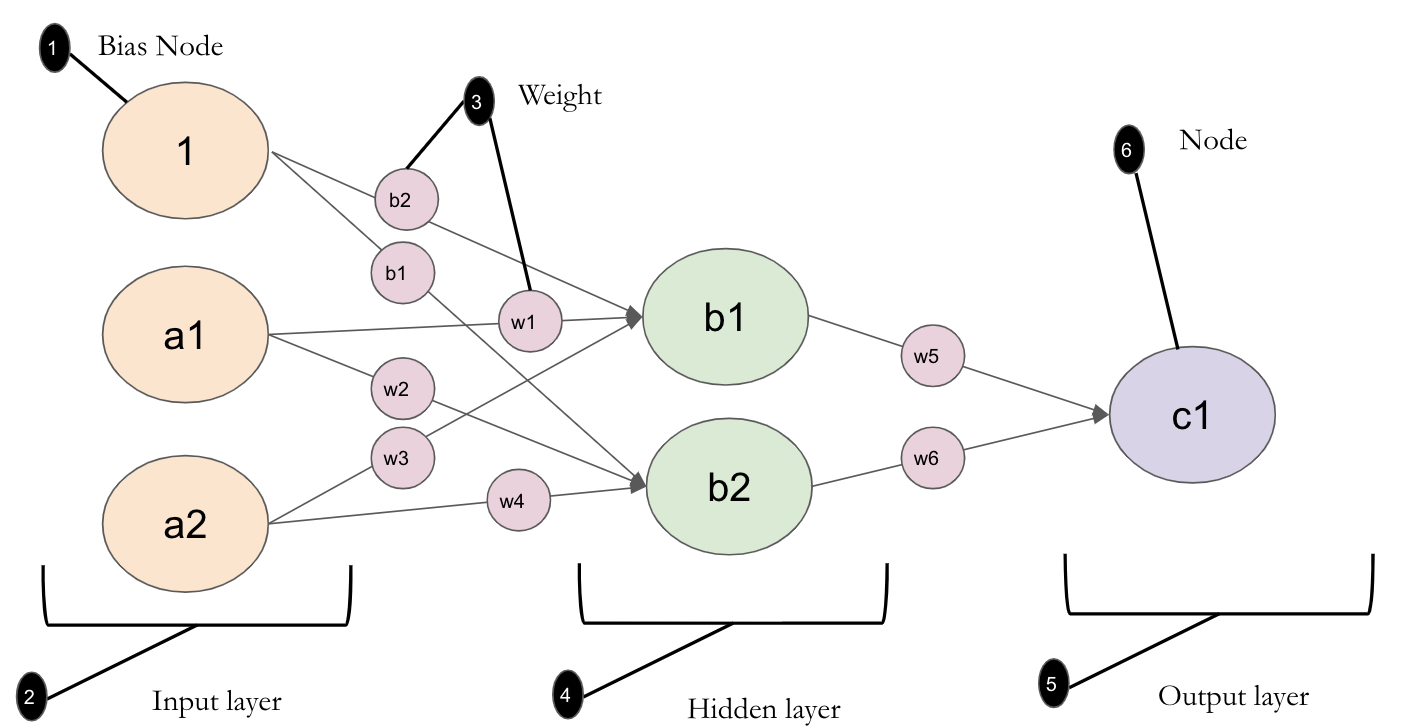 1 Bias Node
3 Weight
6 Node
1
b2
b1
a1
w1
b1
w5
w2
c1
w3
w6
a2
w4
b2
2 Input layer
4 Hidden layer
5 Output layer